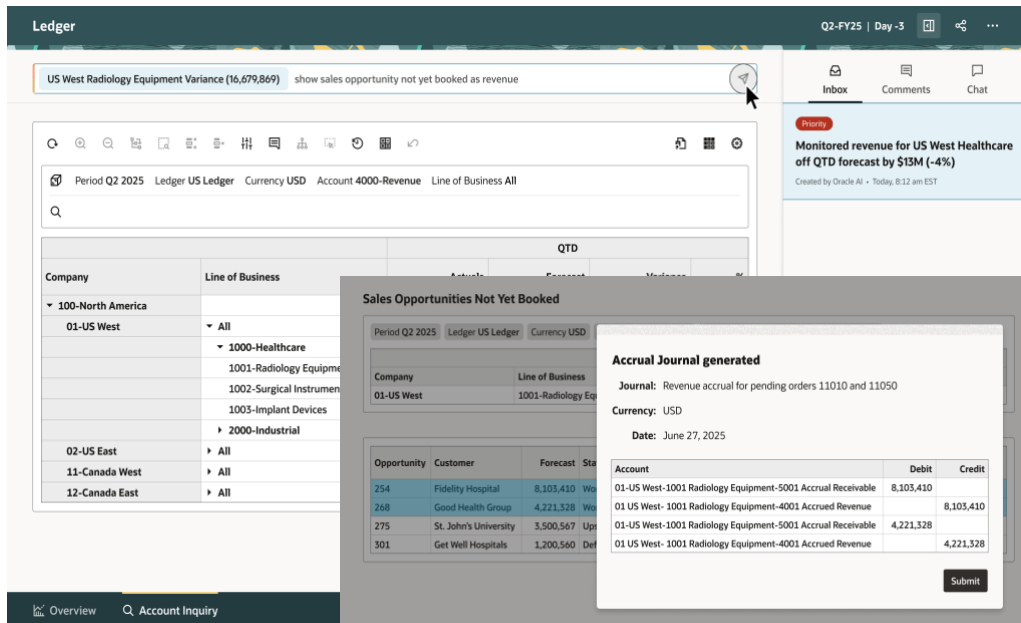 Ledger
Q2-FY25 | Day -3
US West Radiology Equipment Variance (16,679,869) show sales opportunity not yet booked as revenue
Inbox Comments Chat
Priority
Monitored revenue for US West Healthcare
off QTD forecast by $13M (-4%)
Created by Oracle AI • Today, 8:12 am EST
Period Q2 2025 Ledger US Ledger Currency USD Account 4000-Revenue Line of Business All
QTD
Company Line of Business Actuals Forecast Variance %
100-North America
01-US West All
1000-Healthcare
1001-Radiology Equipme
1002-Surgical Instrumen
1003-Implant Devices
2000-Industrial
02-US East All
11-Canada West All
12-Canada East All
Overview Account Inquiry
Sales Opportunities Not Yet Booked
Period Q2 2025 Ledger US Ledger Currency USD
Company Line of Business
01-US West 1001-Radiology Eq
Opportunity Customer Forecast Sta
254 Fidelity Hospital 8,103,410 Wo
268 Good Health Group 4,221,328 Wo
275 St. John's University 3,500,567 Ups
301 Get Well Hospitals 1,200,560 Def
Accrual Journal generated
Journal: Revenue accrual for pending orders 11010 and 11050
Currency: USD
Date: June 27, 2025
Account Debit Credit
01-US West-1001 Radiology Equipment-5001 Accrual Receivable 8,103,410
01 US West- 1001 Radiology Equipment-4001 Accrued Revenue 8,103,410
01-US West-1001 Radiology Equipment-5001 Accrual Receivable 4,221,328
01 US West- 1001 Radiology Equipment-4001 Accrued Revenue 4,221,328
Submit